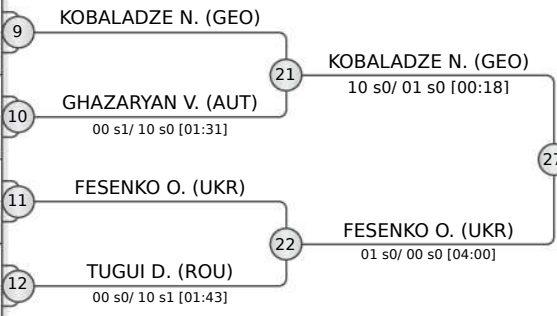 9
KOBALADZE N. (GEO)
21
KOBALADZE N. (GEO)
10 s0/ 01 s0 [00:18]
10
GHAZARYAN V. (AUT)
00 s1/ 10 s0 [01:31]
27
11
FESENKO O. (UKR)
22
FESENKO O. (UKR)
01 s0/ 00 s0 [04:00]
12
TUGUI D. (ROU)
00 s0/ 10 s1 [01:43]